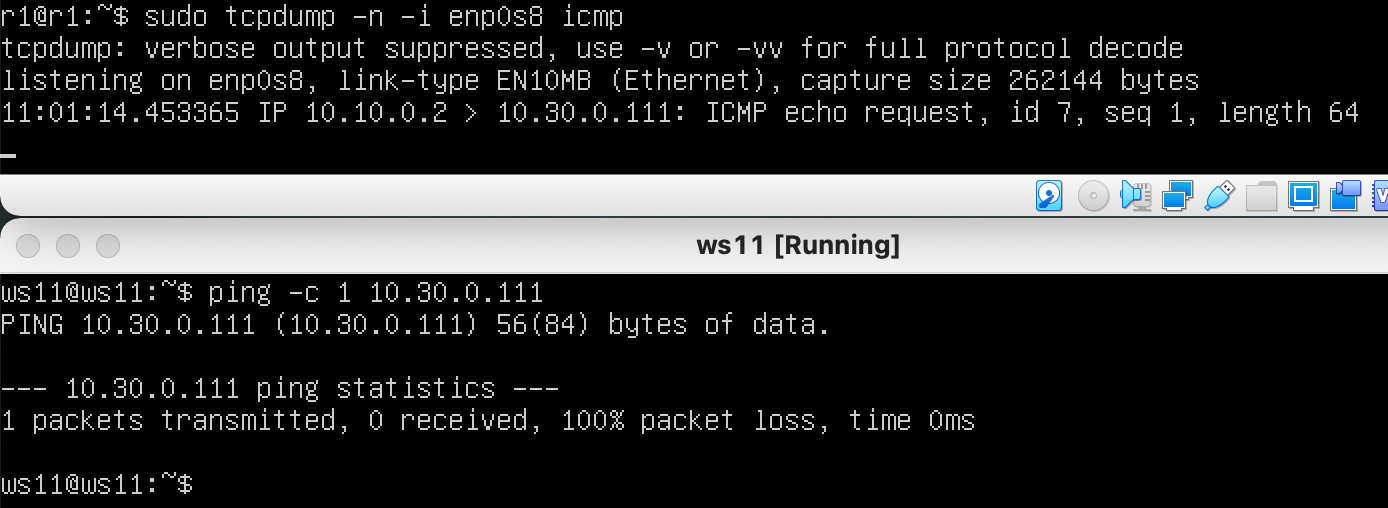 r1@r1:~$ sudo tcpdump -n -i enp0s8 icmp
tcpdump: verbose output suppressed, use -v or -vv for full protocol decode
listening on enp0s8, link-type EN10MB (Ethernet), capture size 262144 bytes
11:01:14.453365 IP 10.10.0.2 > 10.30.0.111: ICMP echo request, id 7, seq 1, length 64
ws11 [Running]
ws11@ws11:~$ ping -c 1 10.30.0.111
PING 10.30.0.111 (10.30.0.111) 56(84) bytes of data.
--- 10.30.0.111 ping statistics ---
1 packets transmitted, 0 received, 100% packet loss, time 0ms
ws11@ws11:~$